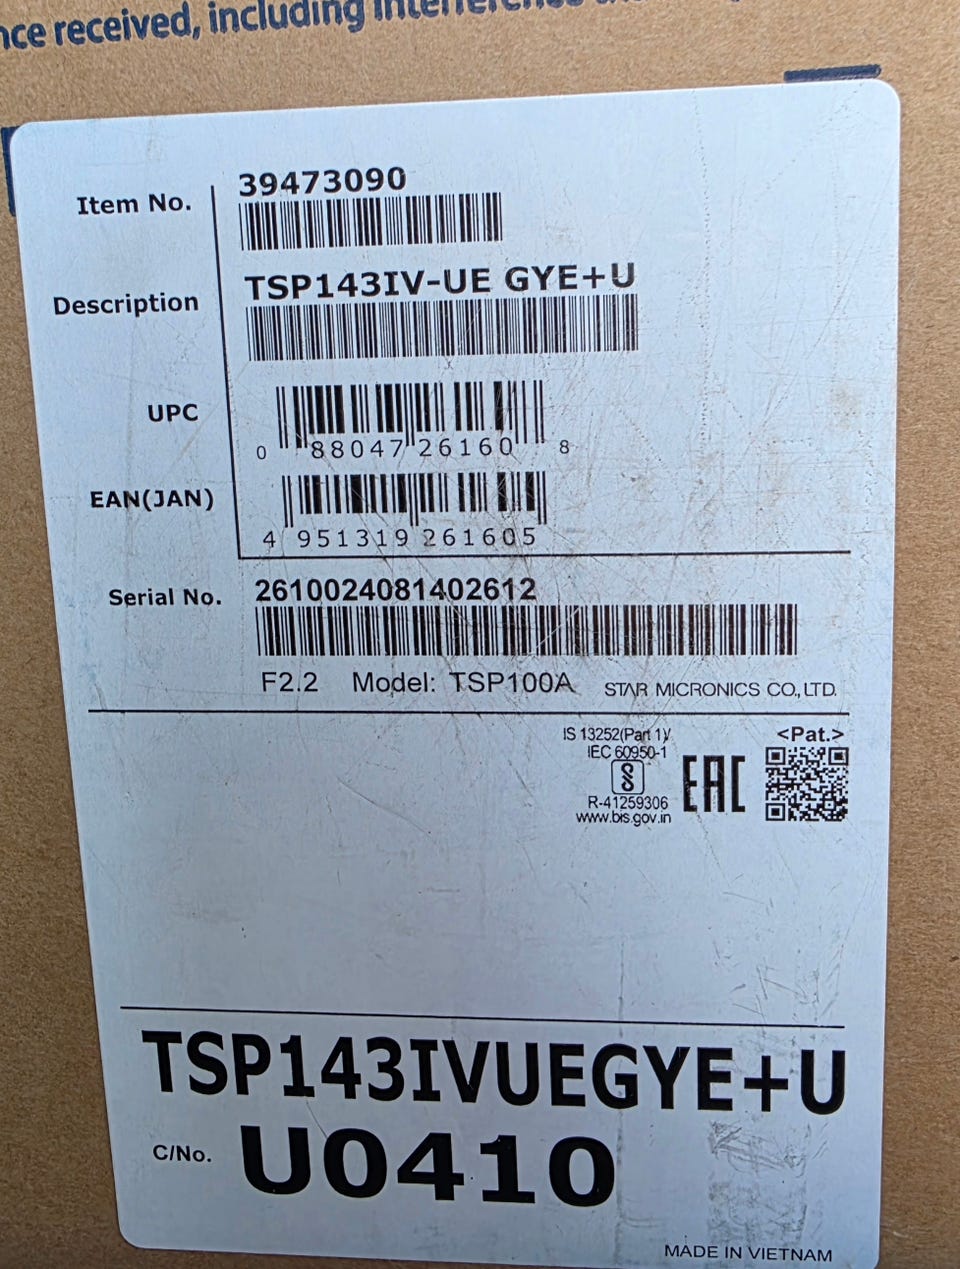 nce received, including interference
Item No. 39473090
Description TSP143IV-UE GYE+U
UPC
0 88047 26160 8
EAN(JAN)
4 951319 261605
Serial No. 2610024081402612
F2.2 Model: TSP100A STAR MICRONICS CO.,LTD.
IS 13252(Part 1)/
IEC 60950-1
R-41259306
www.bis.gov.in
EAC
<Pat.>
TSP143IVUEGYE+U
C/No. U0410
MADE IN VIETNAM